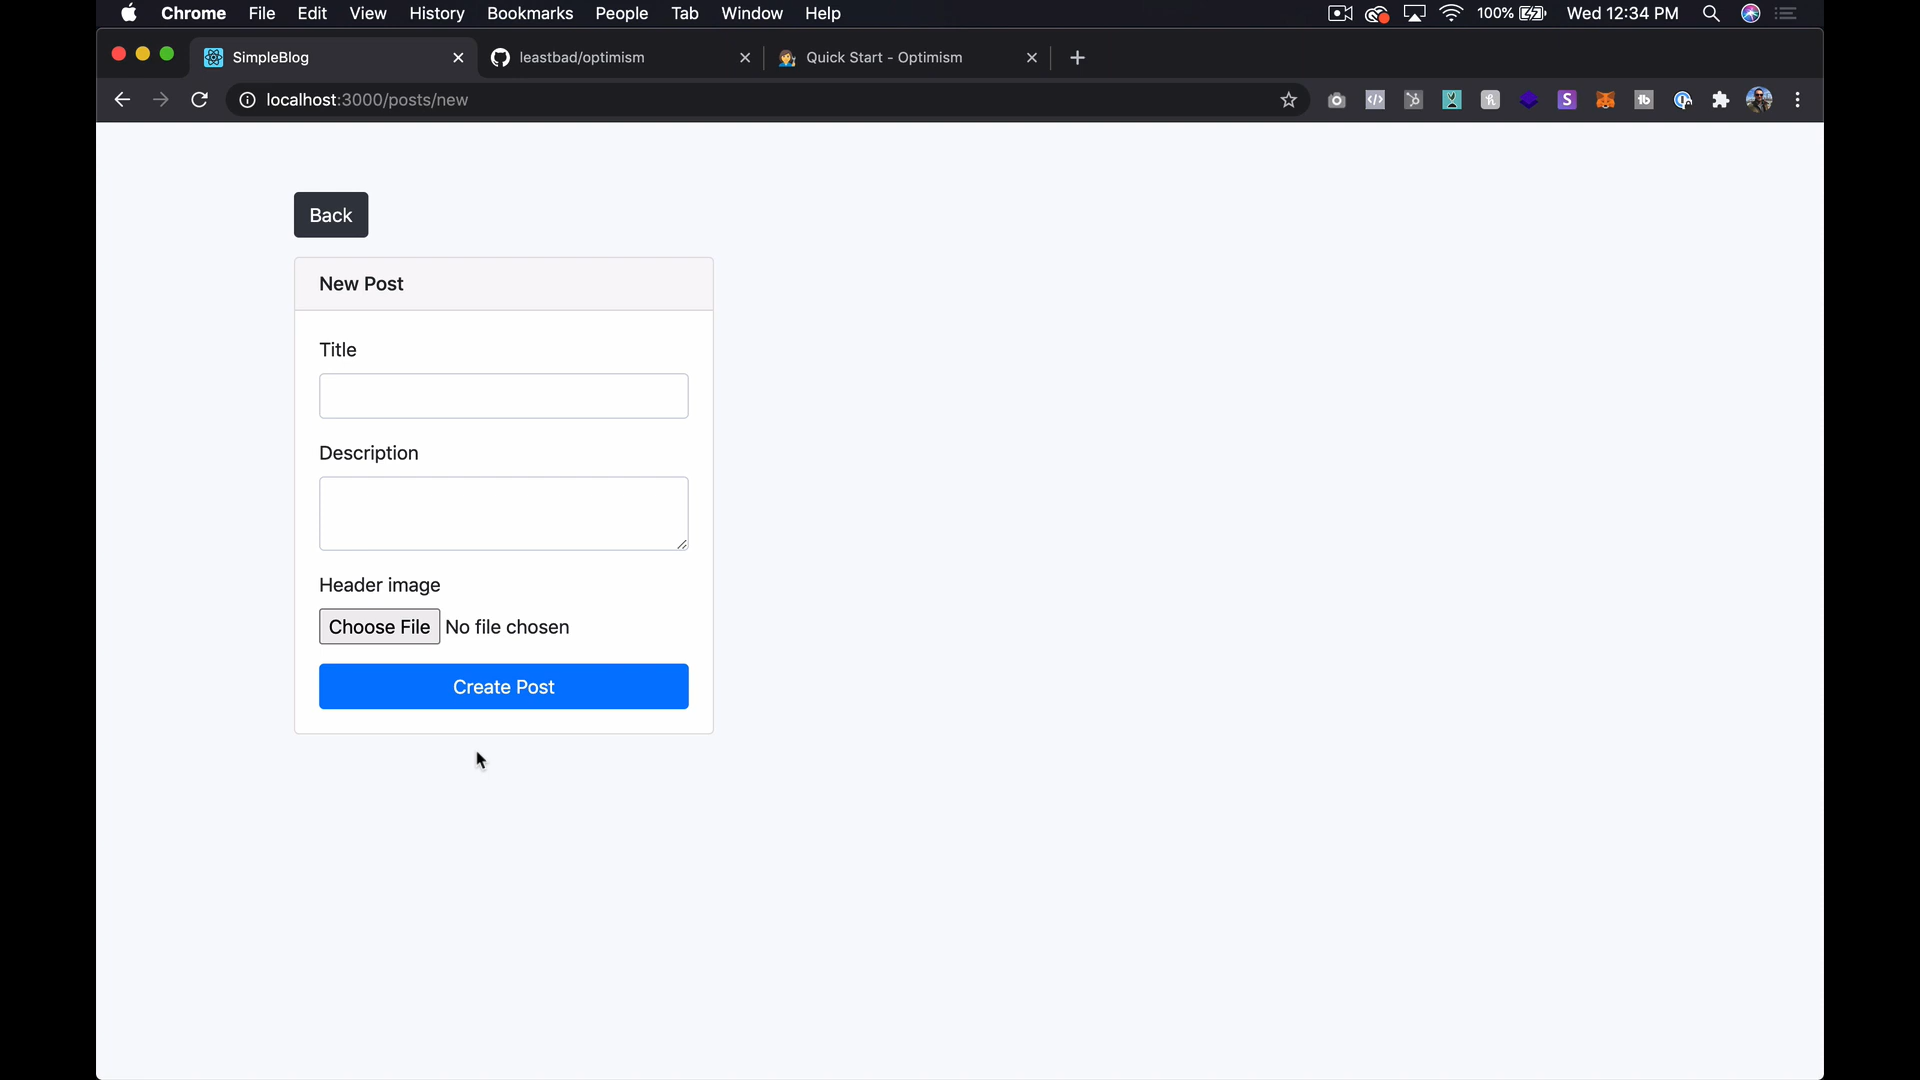 Chrome File Edit View History Bookmarks People Tab Window Help 100% Wed 12:34 PM
SimpleBlog leastbad/optimism Quick Start - Optimism
localhost:3000/posts/new
Back
New Post
Title
Description
Header image
Choose File No file chosen
Create Post